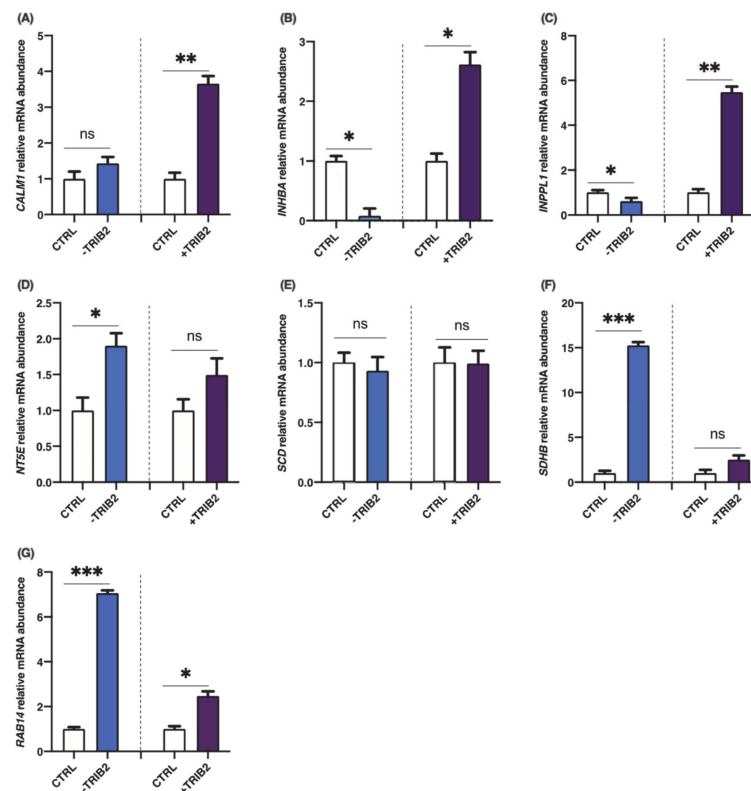 (A)
CALM1 relative mRNA abundance
5
4
3
2
1
0
ns
**
CTRL
-TRIB2
CTRL
+TRIB2
(B)
INHBA relative mRNA abundance
3
2
1
0
*
*
CTRL
-TRIB2
CTRL
+TRIB2
(C)
INPPL1 relative mRNA abundance
8
6
4
2
0
*
**
CTRL
-TRIB2
CTRL
+TRIB2
(D)
NT5E relative mRNA abundance
2.5
2.0
1.5
1.0
0.5
0.0
*
ns
CTRL
-TRIB2
CTRL
+TRIB2
(E)
SCD relative mRNA abundance
1.5
1.0
0.5
0.0
ns
ns
CTRL
-TRIB2
CTRL
+TRIB2
(F)
SDHB relative mRNA abundance
20
15
10
5
0
***
ns
CTRL
-TRIB2
CTRL
+TRIB2
(G)
RAB14 relative mRNA abundance
8
6
4
2
0
***
*
CTRL
-TRIB2
CTRL
+TRIB2